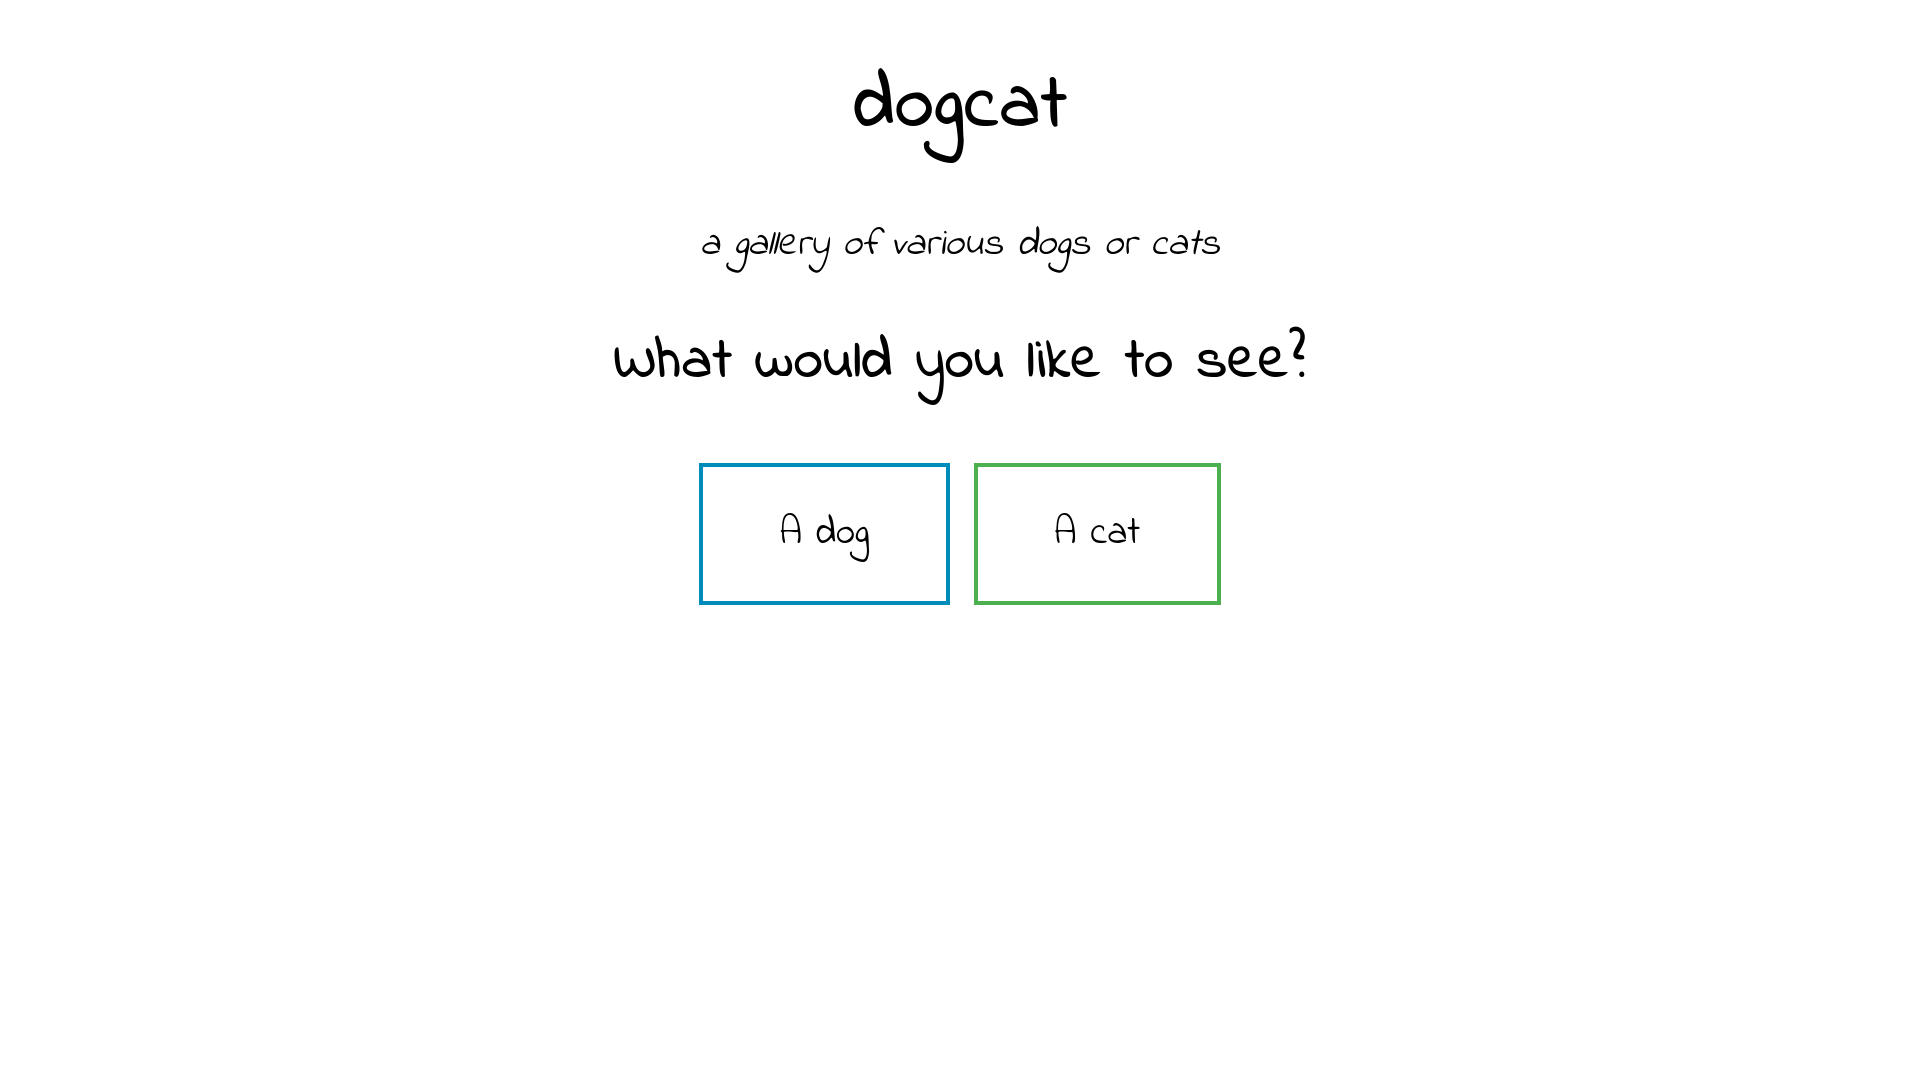 dogcat
a gallery of various dogs or cats
What would you like to see?
A dog
A cat